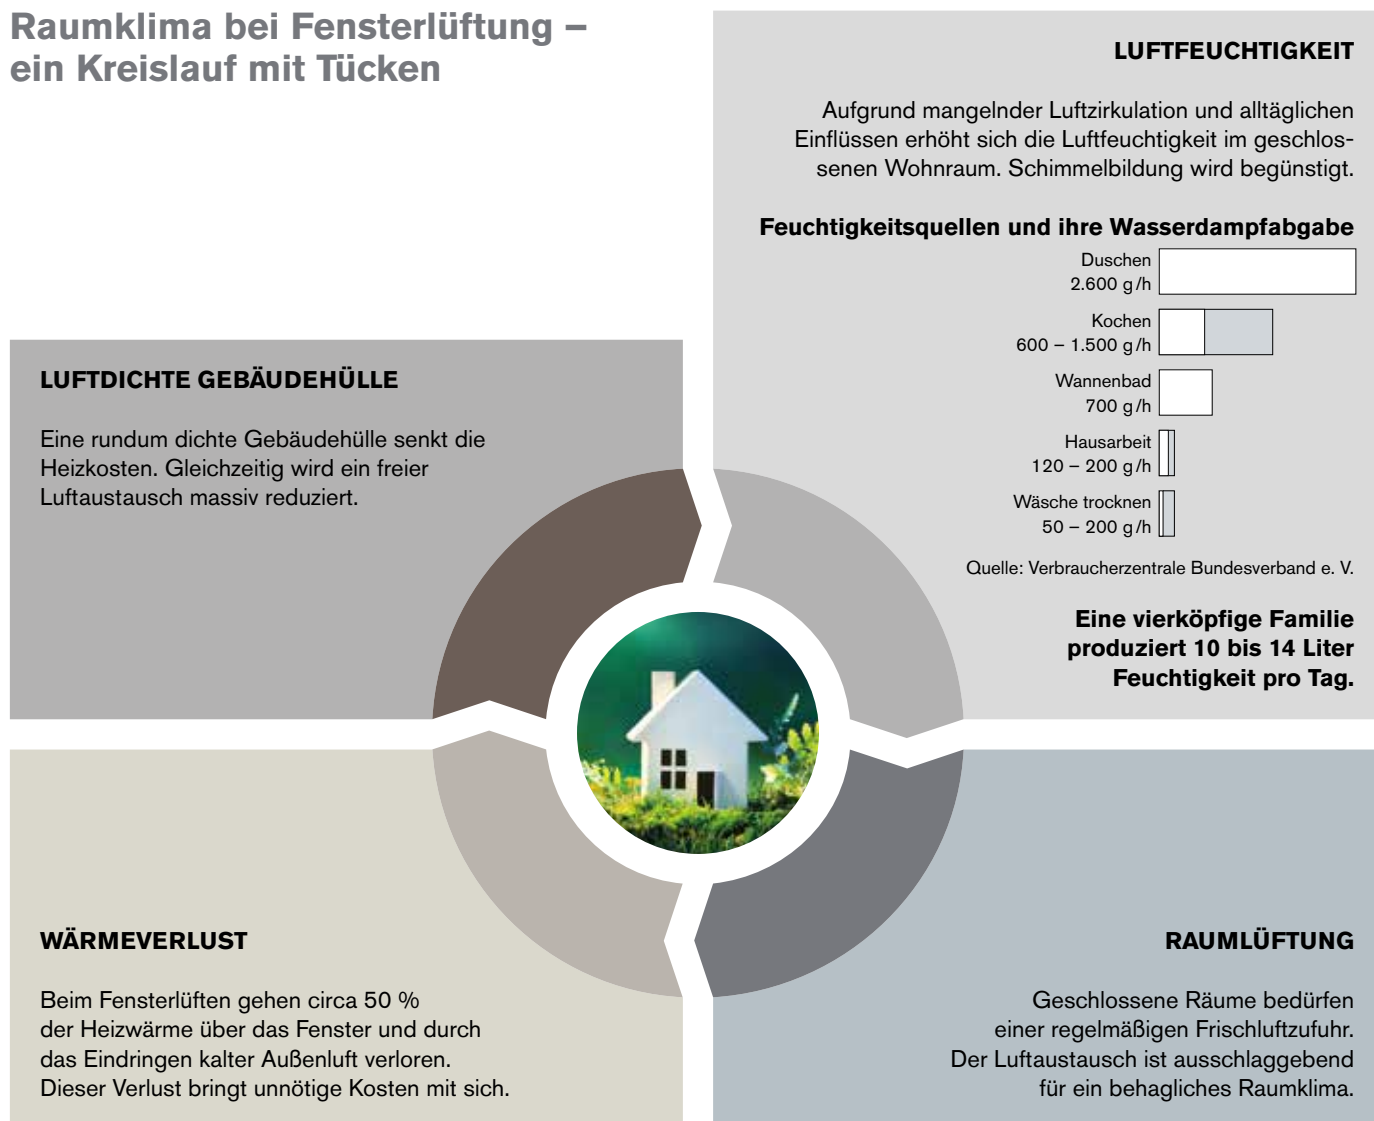 Raumklima bei Fensterlüftung –
ein Kreislauf mit Tücken
LUFTFEUCHTIGKEIT
Aufgrund mangelnder Luftzirkulation und alltäglichen
Einflüssen erhöht sich die Luftfeuchtigkeit im geschlos-
senen Wohnraum. Schimmelbildung wird begünstigt.
Feuchtigkeitsquellen und ihre Wasserdampfabgabe
Duschen
2.600 g/h
Kochen
600 – 1.500 g/h
Wannenbad
700 g/h
Hausarbeit
120 – 200 g/h
Wäsche trocknen
50 – 200 g/h
Quelle: Verbraucherzentrale Bundesverband e. V.
Eine vierköpfige Familie
produziert 10 bis 14 Liter
Feuchtigkeit pro Tag.
LUFTDICHTE GEBÄUDEHÜLLE
Eine rundum dichte Gebäudehülle senkt die
Heizkosten. Gleichzeitig wird ein freier
Luftaustausch massiv reduziert.
WÄRMEVERLUST
Beim Fensterlüften gehen circa 50 %
der Heizwärme über das Fenster und durch
das Eindringen kalter Außenluft verloren.
Dieser Verlust bringt unnötige Kosten mit sich.
RAUMLÜFTUNG
Geschlossene Räume bedürfen
einer regelmäßigen Frischluftzufuhr.
Der Luftaustausch ist ausschlaggebend
für ein behagliches Raumklima.